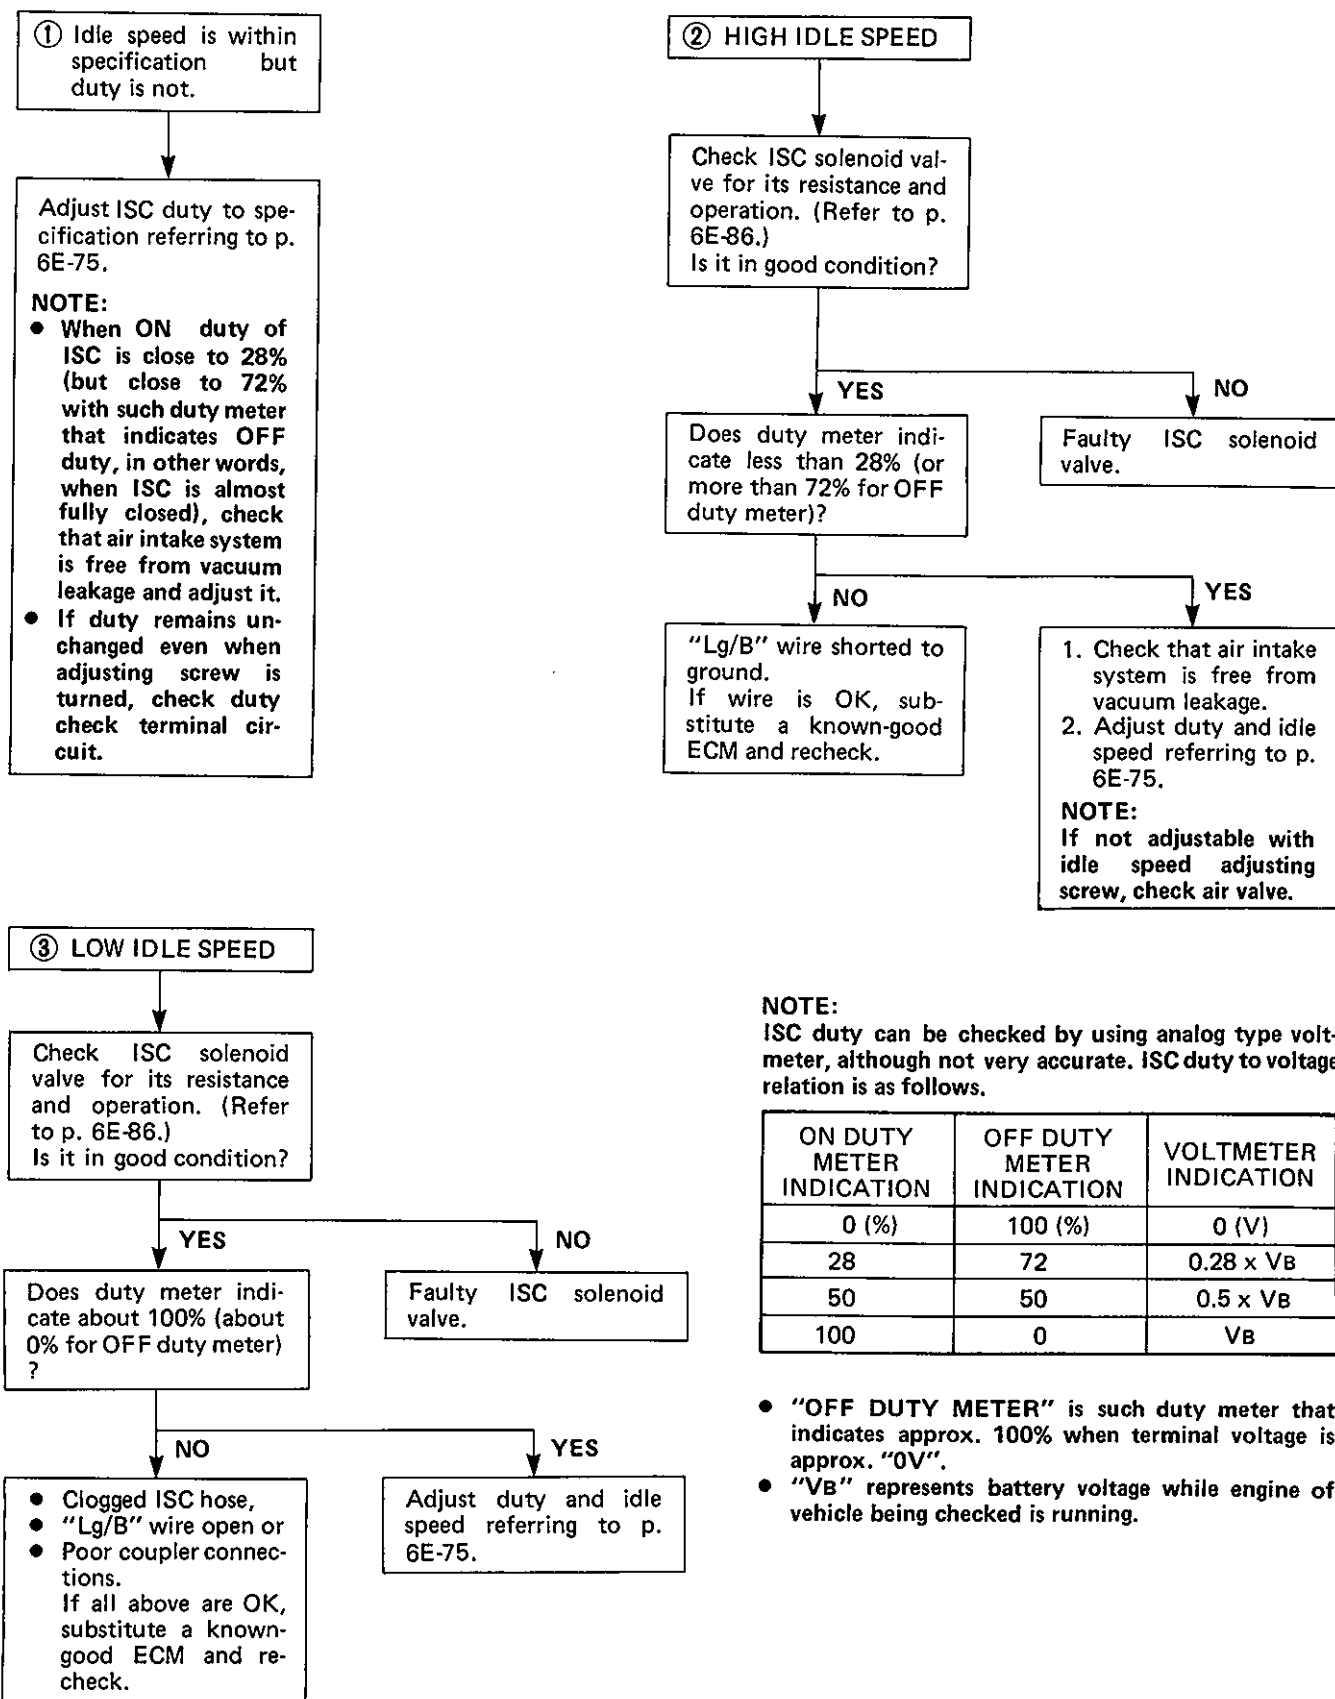 ① Idle speed is within
specification but
duty is not.
Adjust ISC duty to spe-
cification referring to p.
6E-75.
NOTE:
● When ON duty of
ISC is close to 28%
(but close to 72%
with such duty meter
that indicates OFF
duty, in other words,
when ISC is almost
fully closed), check
that air intake system
is free from vacuum
leakage and adjust it.
● If duty remains un-
changed even when
adjusting screw is
turned, check duty
check terminal cir-
cuit.
② HIGH IDLE SPEED
Check ISC solenoid val-
ve for its resistance and
operation. (Refer to p.
6E-86.)
Is it in good condition?
YES
NO
Does duty meter indi-
cate less than 28% (or
more than 72% for OFF
duty meter)?
Faulty ISC solenoid
valve.
NO
YES
"Lg/B" wire shorted to
ground.
If wire is OK, sub-
stitute a known-good
ECM and recheck.
1. Check that air intake
system is free from
vacuum leakage.
2. Adjust duty and idle
speed referring to p.
6E-75.
NOTE:
If not adjustable with
idle speed adjusting
screw, check air valve.
③ LOW IDLE SPEED
Check ISC solenoid
valve for its resistance
and operation. (Refer
to p. 6E-86.)
Is it in good condition?
YES
NO
Does duty meter indi-
cate about 100% (about
0% for OFF duty meter)
?
Faulty ISC solenoid
valve.
NO
YES
● Clogged ISC hose,
● "Lg/B" wire open or
● Poor coupler connec-
tions.
If all above are OK,
substitute a known-
good ECM and re-
check.
Adjust duty and idle
speed referring to p.
6E-75.
NOTE:
ISC duty can be checked by using analog type volt-
meter, although not very accurate. ISC duty to voltage
relation is as follows.
ON DUTY METER INDICATION OFF DUTY METER INDICATION VOLTMETER INDICATION
0 (%) 100 (%) 0 (V)
28 72 0.28 x VB
50 50 0.5 x VB
100 0 VB
● "OFF DUTY METER" is such duty meter that
indicates approx. 100% when terminal voltage is
approx. "0V".
● "VB" represents battery voltage while engine of
vehicle being checked is running.